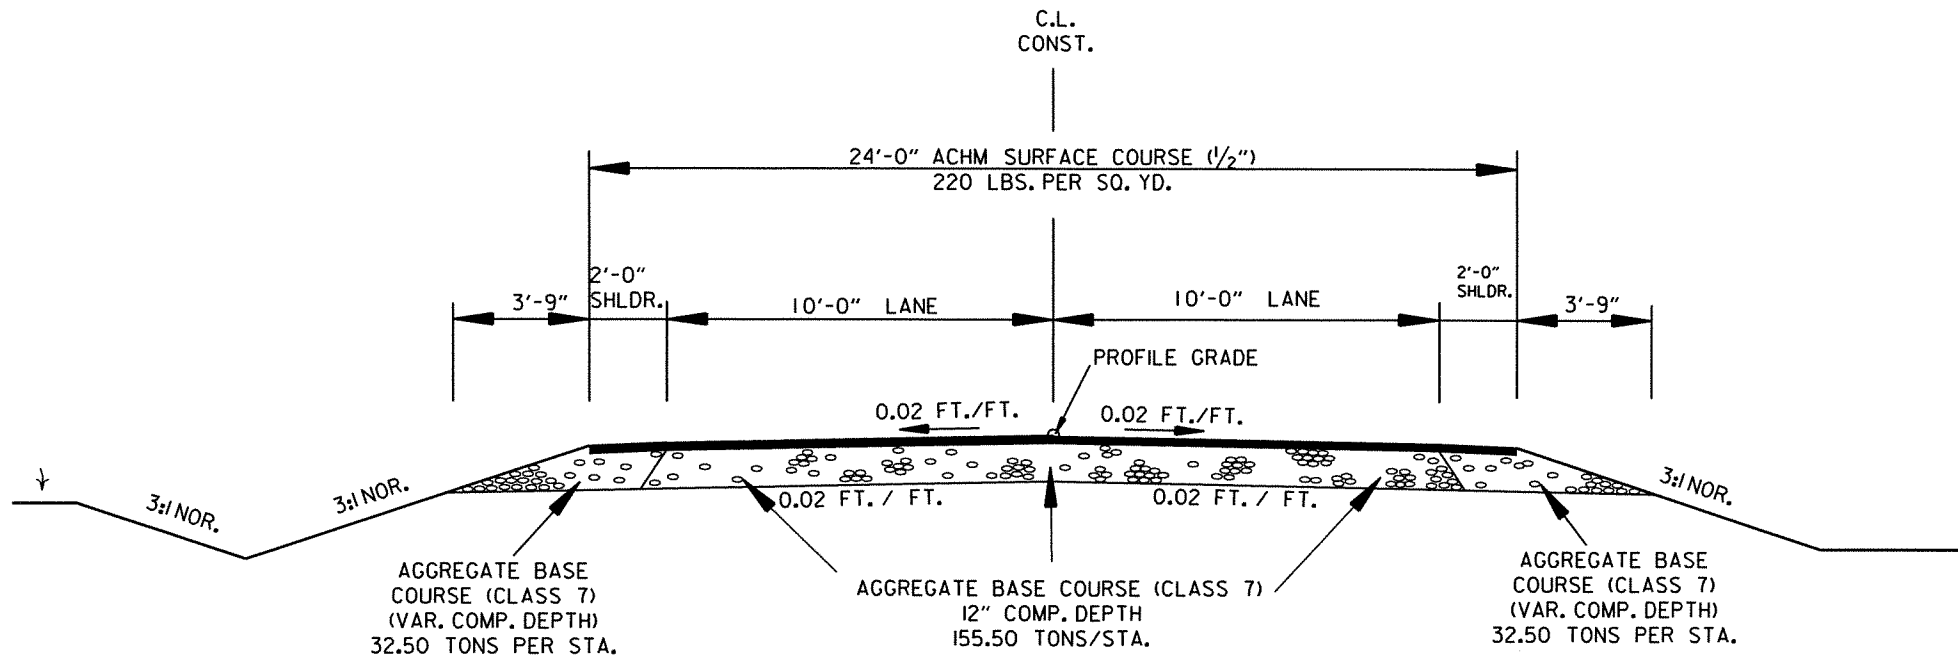 C.L.
CONST.
24'-0" ACHM SURFACE COURSE (1/2")
220 LBS. PER SQ. YD.
2'-0"
SHLDR.
3'-9"
10'-0" LANE
10'-0" LANE
2'-0"
SHLDR.
3'-9"
PROFILE GRADE
0.02 FT./FT.
0.02 FT./FT.
3:1 NOR.
3:1 NOR.
0.02 FT. / FT.
0.02 FT. / FT.
3:1 NOR.
AGGREGATE BASE
COURSE (CLASS 7)
(VAR. COMP. DEPTH)
32.50 TONS PER STA.
AGGREGATE BASE COURSE (CLASS 7)
12" COMP. DEPTH
155.50 TONS/STA.
AGGREGATE BASE
COURSE (CLASS 7)
(VAR. COMP. DEPTH)
32.50 TONS PER STA.